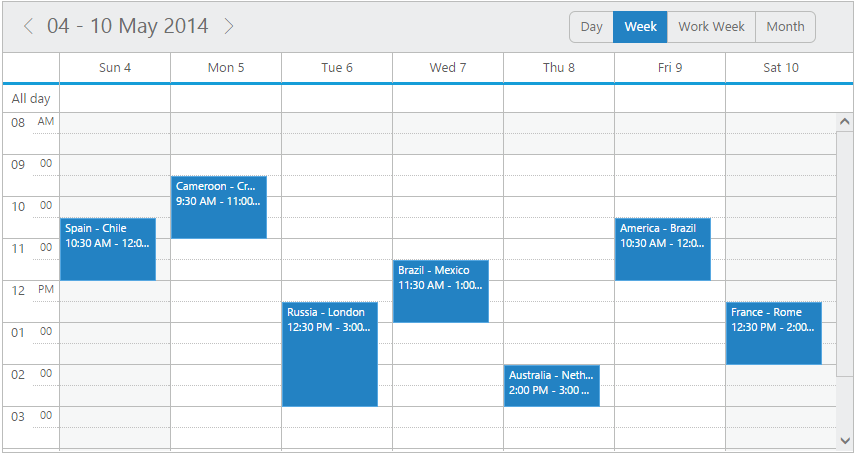 04 - 10 May 2014
Day Week Work Week Month
Sun 4 Mon 5 Tue 6 Wed 7 Thu 8 Fri 9 Sat 10
All day
08 AM
09 00
Cameroon - Cr...
9:30 AM - 11:00...
10 00
Spain - Chile
10:30 AM - 12:0...
America - Brazil
10:30 AM - 12:0...
11 00
Brazil - Mexico
11:30 AM - 1:00...
12 PM
Russia - London
12:30 PM - 3:00...
France - Rome
12:30 PM - 2:00...
01 00
02 00
Australia - Neth...
2:00 PM - 3:00 ...
03 00